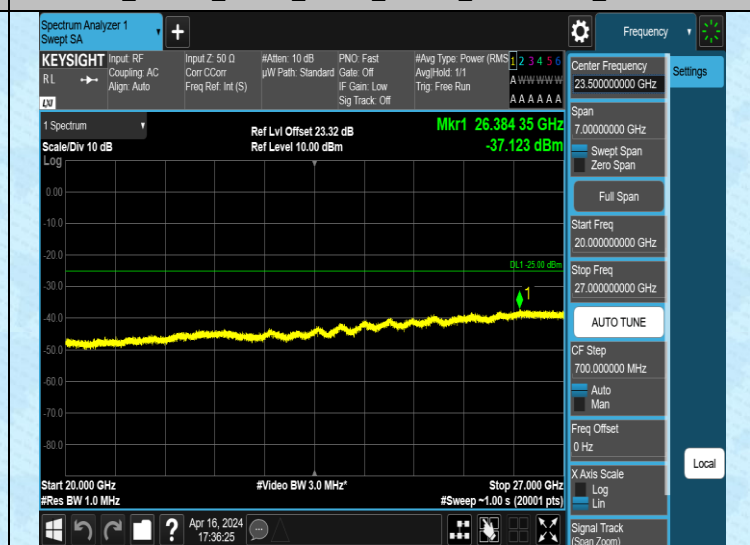 Spectrum Analyzer 1
Swept SA
+
Frequency
KEYSIGHT
RL
LXI
Input: RF
Coupling: AC
Align: Auto
Input Z: 50 Ω
Corr CCorr
Freq Ref: Int (S)
#Atten: 10 dB
µW Path: Standard
PNO: Fast
Gate: Off
IF Gain: Low
Sig Track: Off
#Avg Type: Power (RMS
Avg|Hold: 1/1
Trig: Free Run
1 2 3 4 5 6
A W W W W W
A A A A A A
Center Frequency
23.500000000 GHz
Settings
Span
7.00000000 GHz
Swept Span
Zero Span
Full Span
Start Freq
20.000000000 GHz
Stop Freq
27.000000000 GHz
AUTO TUNE
CF Step
700.000000 MHz
Auto
Man
Freq Offset
0 Hz
X Axis Scale
Log
Lin
Signal Track
(Span Zoom)
Local
1 Spectrum
Scale/Div 10 dB
Log
Ref Lvl Offset 23.32 dB
Ref Level 10.00 dBm
Mkr1 26.384 35 GHz
-37.123 dBm
0.00
-10.0
-20.0
DL1 -25.00 dBm
-30.0
1
-40.0
-50.0
-60.0
-70.0
-80.0
Start 20.000 GHz
#Res BW 1.0 MHz
#Video BW 3.0 MHz*
Stop 27.000 GHz
#Sweep ~1.00 s (20001 pts)
?
Apr 16, 2024
17:36:25